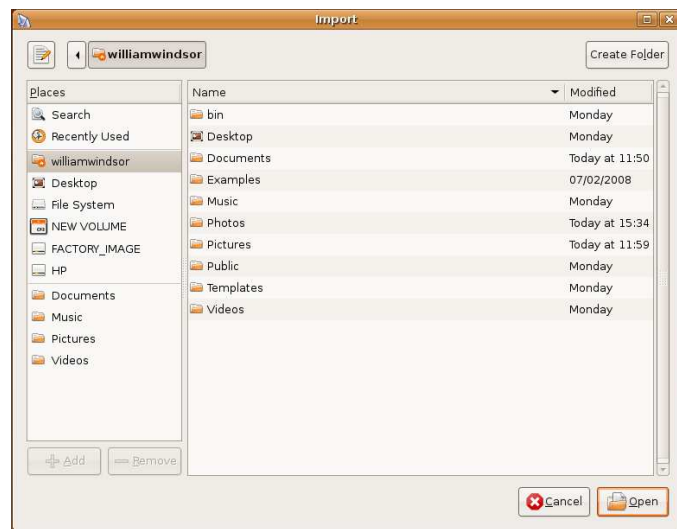 Import
williamwindsor
Create Folder
Places
Search
Recently Used
williamwindsor
Desktop
File System
NEW VOLUME
FACTORY_IMAGE
HP
Documents
Music
Pictures
Videos
Add
Remove
Name Modified
bin Monday
Desktop Monday
Documents Today at 11:50
Examples 07/02/2008
Music Monday
Photos Today at 15:34
Pictures Today at 11:59
Public Monday
Templates Monday
Videos Monday
Cancel
Open